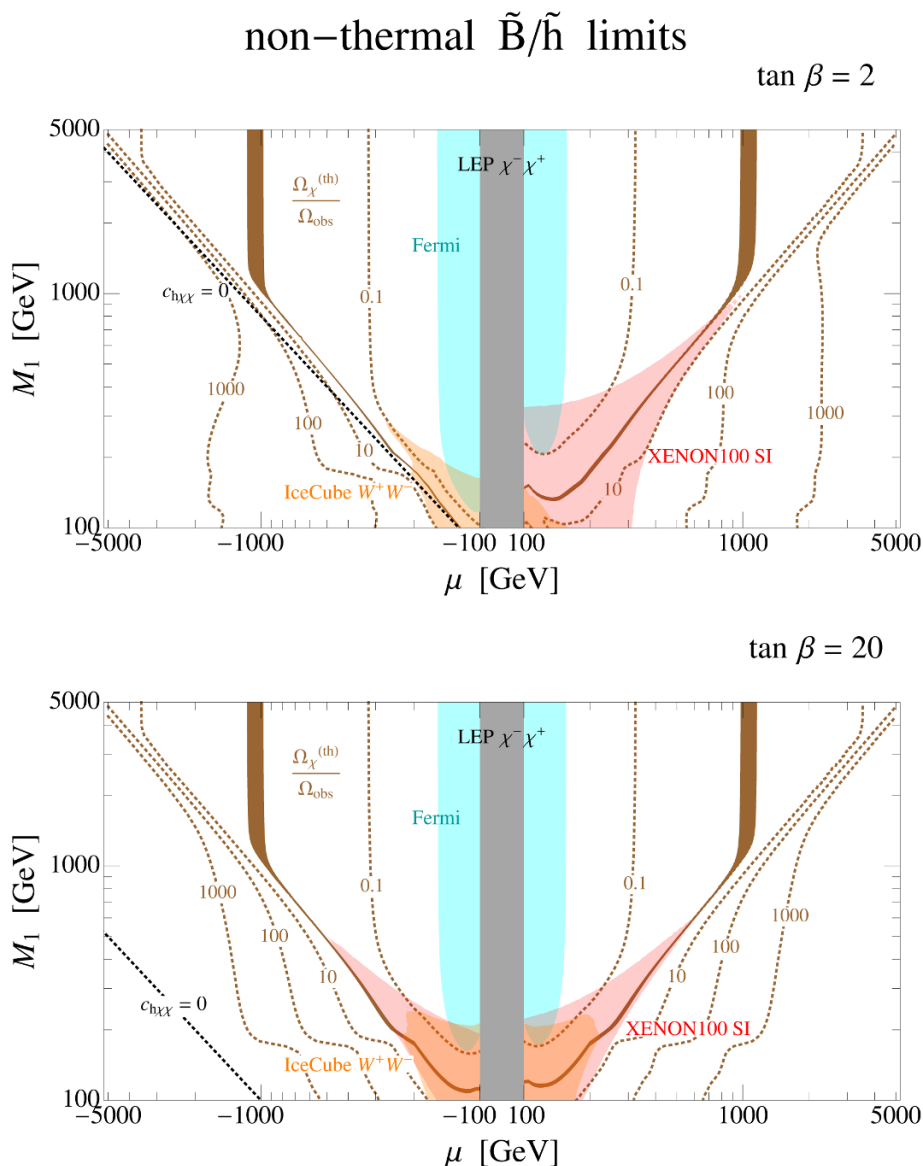 non−thermal B̃/h̃ limits
tan β = 2
5000
LEP χ⁻χ⁺
Ω_χ^(th)
Ω_obs
Fermi
0.1
0.1
M₁ [GeV]
1000
c_hχχ = 0
1000
100
10
100
1000
10
XENON100 SI
IceCube W⁺W⁻
100
−5000 −1000 −100 100 1000 5000
μ [GeV]
tan β = 20
5000
LEP χ⁻χ⁺
Ω_χ^(th)
Ω_obs
Fermi
0.1
0.1
M₁ [GeV]
1000
1000
1000
100
100
10
10
c_hχχ = 0
XENON100 SI
IceCube W⁺W⁻
100
−5000 −1000 −100 100 1000 5000
μ [GeV]